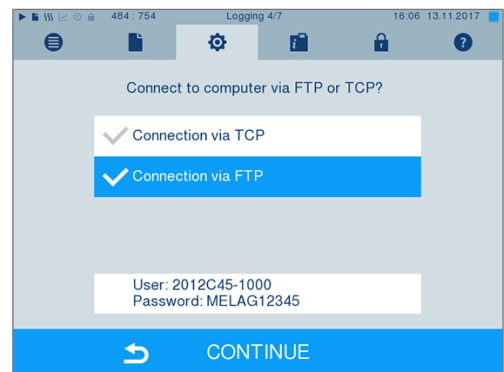 484 : 754 Logging 4/7 16:06 13.11.2017
Connect to computer via FTP or TCP?
Connection via TCP
Connection via FTP
User: 2012C45-1000
Password: MELAG12345
CONTINUE